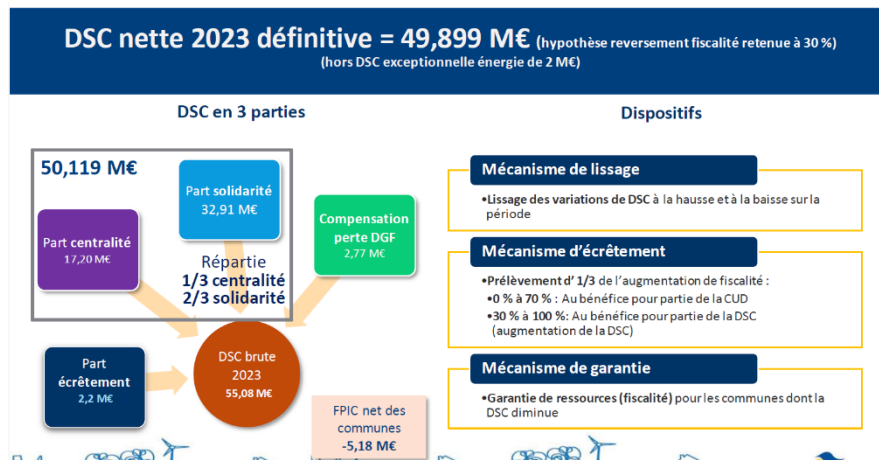 DSC nette 2023 définitive = 49,899 M€ (hypothèse reversement fiscalité retenue à 30 %)
(hors DSC exceptionnelle énergie de 2 M€)
DSC en 3 parties
50,119 M€
Part solidarité
32,91 M€
Part centralité
17,20 M€
Compensation
perte DGF
2,77 M€
Répartie
1/3 centralité
2/3 solidarité
Part
écrêtement
2,2 M€
DSC brute
2023
55,08 M€
FPIC net des
communes
-5,18 M€
Dispositifs
Mécanisme de lissage
•Lissage des variations de DSC à la hausse et à la baisse sur la
période
Mécanisme d'écrêtement
•Prélèvement d' 1/3 de l'augmentation de fiscalité :
•0 % à 70 % : Au bénéfice pour partie de la CUD
•30 % à 100 %: Au bénéfice pour partie de la DSC
(augmentation de la DSC)
Mécanisme de garantie
•Garantie de ressources (fiscalité) pour les communes dont la
DSC diminue